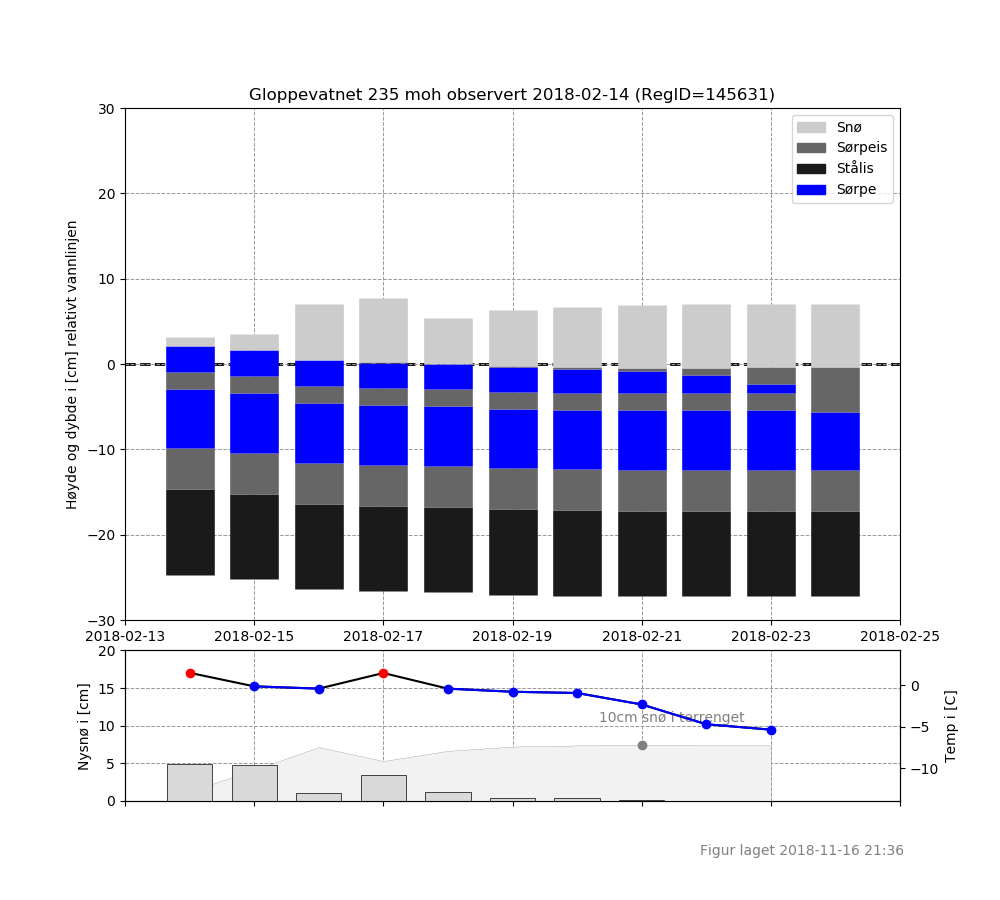 Gloppevatnet 235 moh observert 2018-02-14 (RegID=145631)
Høyde og dybde i [cm] relativt vannlinjen
30
20
10
0
−10
−20
−30
Snø
Sørpeis
Stålis
Sørpe
2018-02-13 2018-02-15 2018-02-17 2018-02-19 2018-02-21 2018-02-23 2018-02-25
Nysnø i [cm]
20
15
10
5
0
10cm snø i terrenget
0
−5
−10
Temp i [C]
Figur laget 2018-11-16 21:36